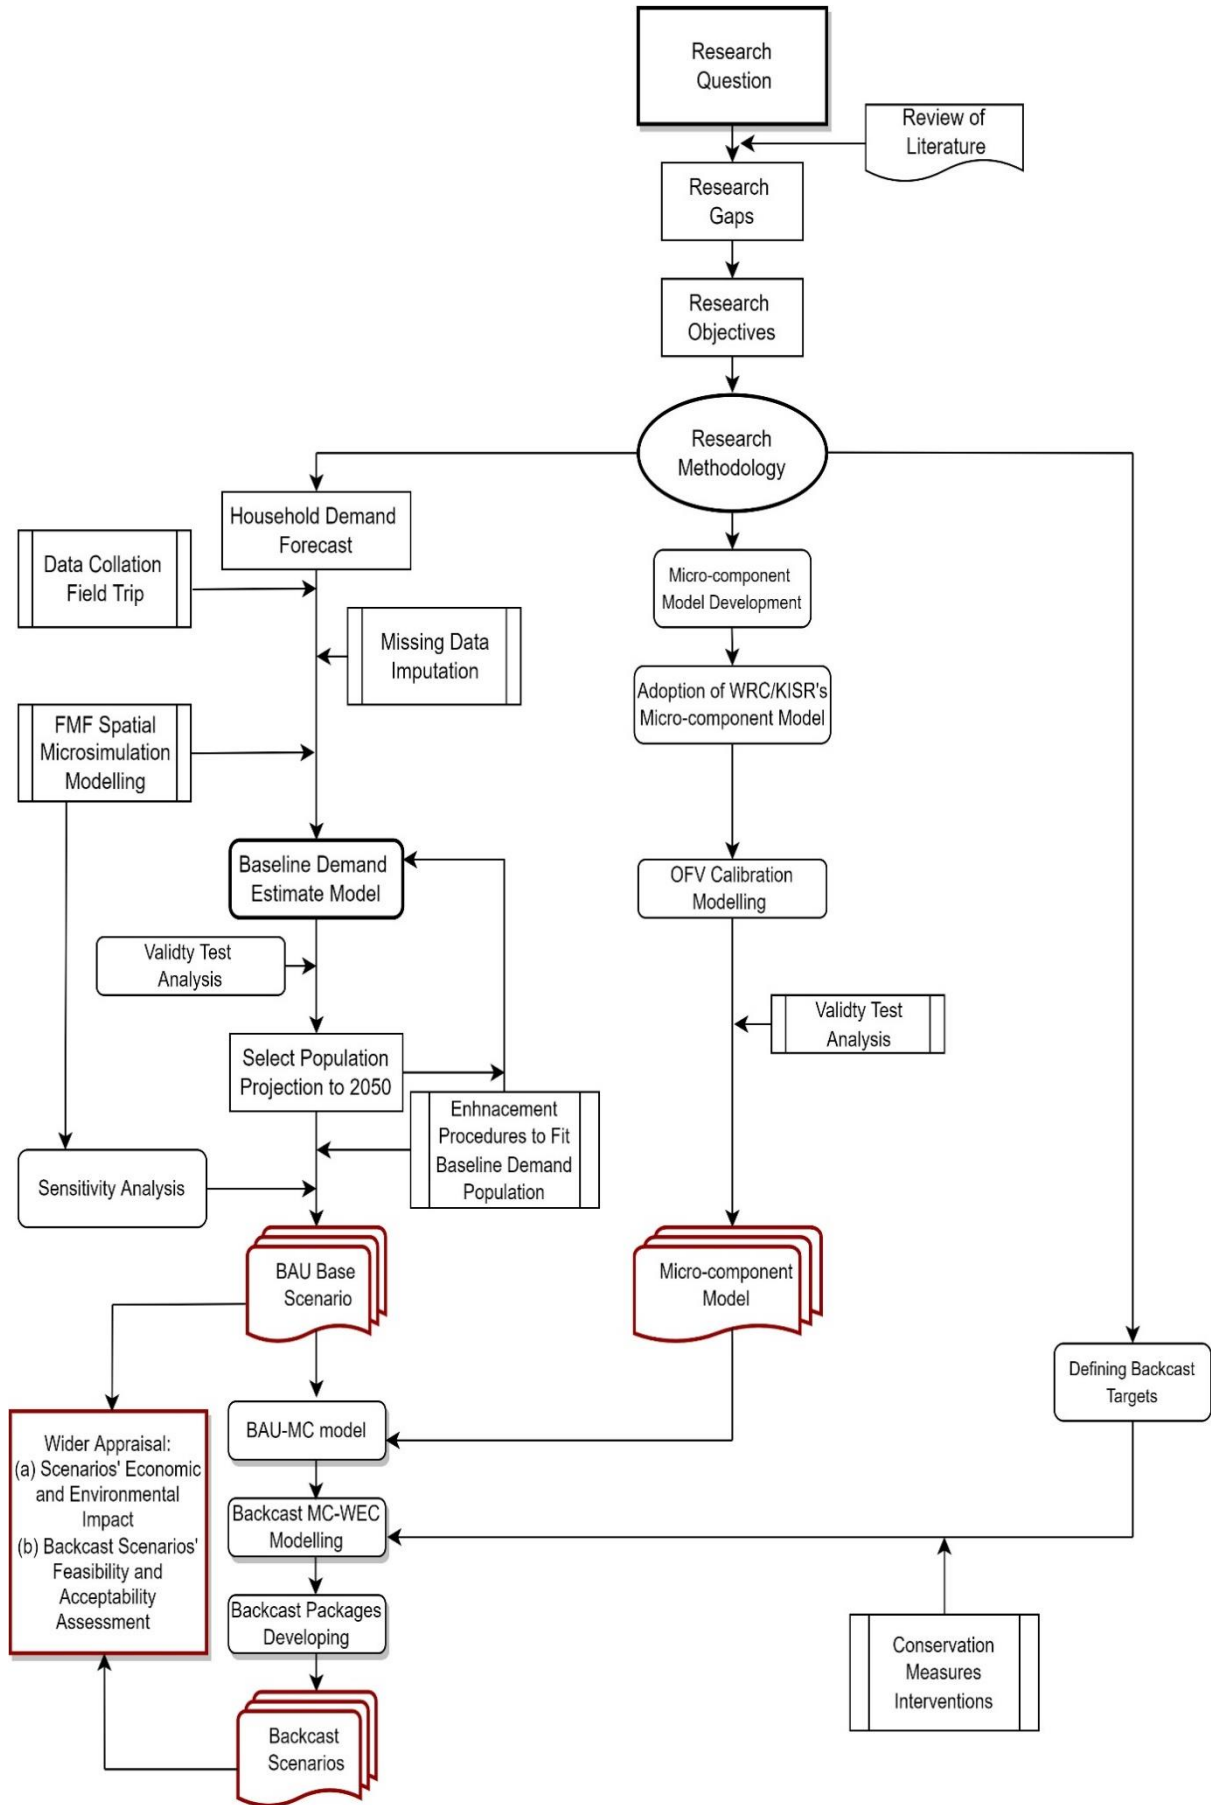 Research
Question
Review of
Literature
Research
Gaps
Research
Objectives
Research
Methodology
Household Demand
Forecast
Data Collation
Field Trip
Micro-component
Model Development
Missing Data
Imputation
Adoption of WRC/KISR's
Micro-component Model
FMF Spatial
Microsimulation
Modelling
Baseline Demand
Estimate Model
OFV Calibration
Modelling
Validty Test
Analysis
Validty Test
Analysis
Select Population
Projection to 2050
Enhnacement
Procedures to Fit
Baseline Demand
Population
Sensitivity Analysis
BAU Base
Scenario
Micro-component
Model
Defining Backcast
Targets
BAU-MC model
Wider Appraisal:
(a) Scenarios' Economic
and Environmental
Impact
(b) Backcast Scenarios'
Feasibility and
Acceptability
Assessment
Backcast MC-WEC
Modelling
Backcast Packages
Developing
Conservation
Measures
Interventions
Backcast
Scenarios